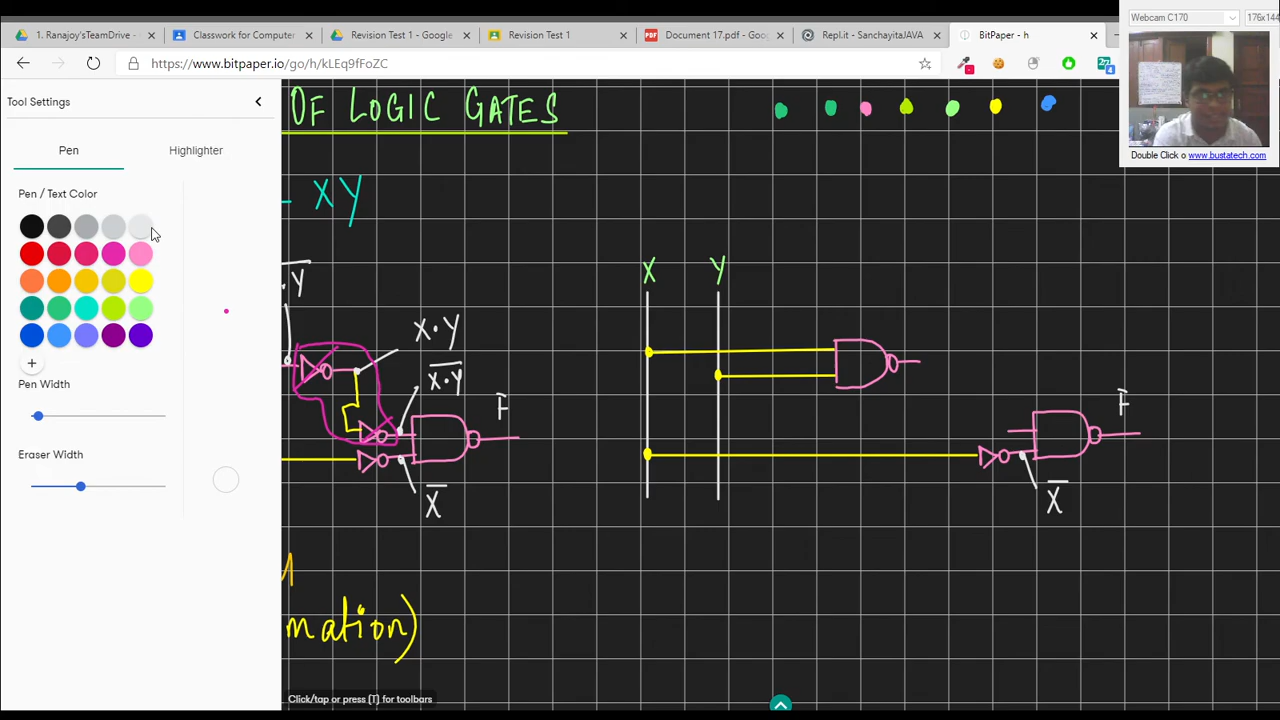 Webcam C170
176x144
1. Ranajoy'sTeamDrive -
Classwork for Computer
Revision Test 1 - Google
Revision Test 1
Document 17.pdf - Goog
Repl.it - SanchayitaJAVA
BitPaper - h
https://www.bitpaper.io/go/h/kLEq9fFoZC
Double Click o www.bustatech.com
Tool Settings
OF LOGIC GATES
Pen
Highlighter
Pen / Text Color
XY
X Y
X·Y
X̅·̅Y̅
F̅
F̅
Pen Width
Eraser Width
X̅
X̅
mation)
Click/tap or press (T) for toolbars